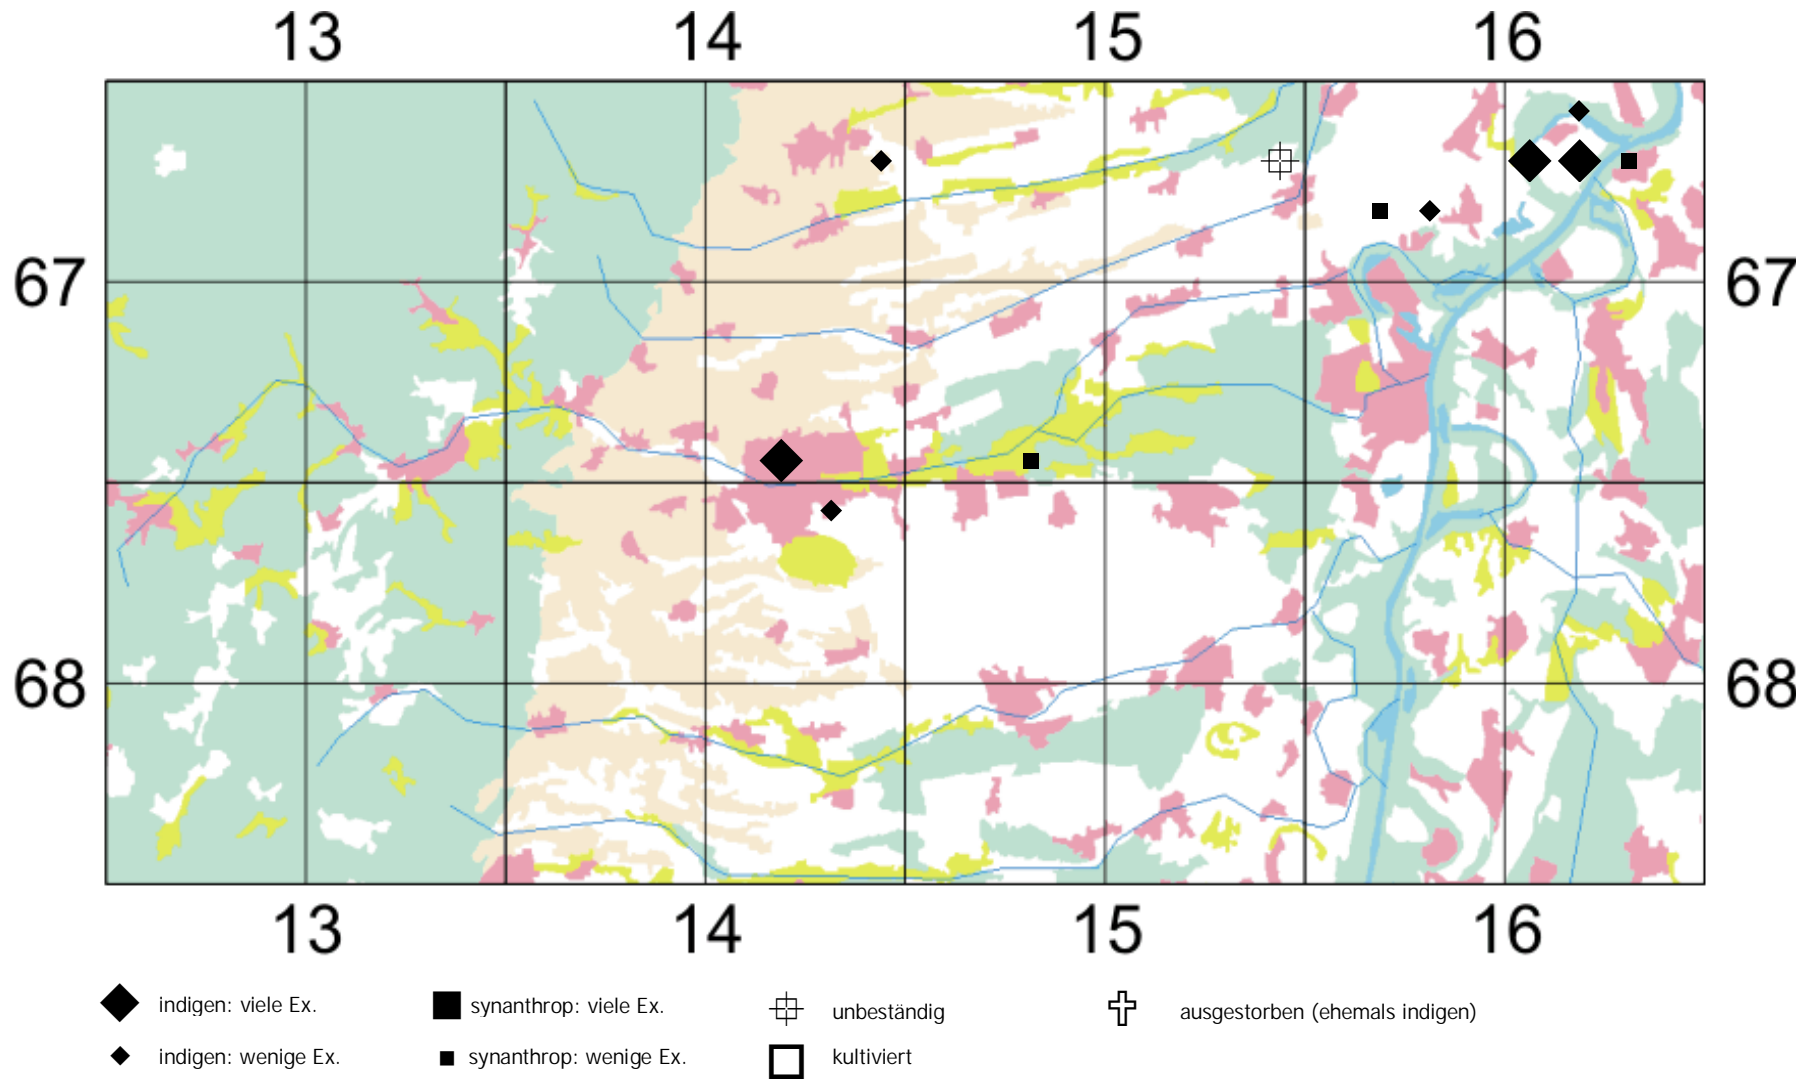 13 14 15 16
67 67
68 68
13 14 15 16
indigen: viele Ex. synanthrop: viele Ex. unbeständig ausgestorben (ehemals indigen)
indigen: wenige Ex. synanthrop: wenige Ex. kultiviert